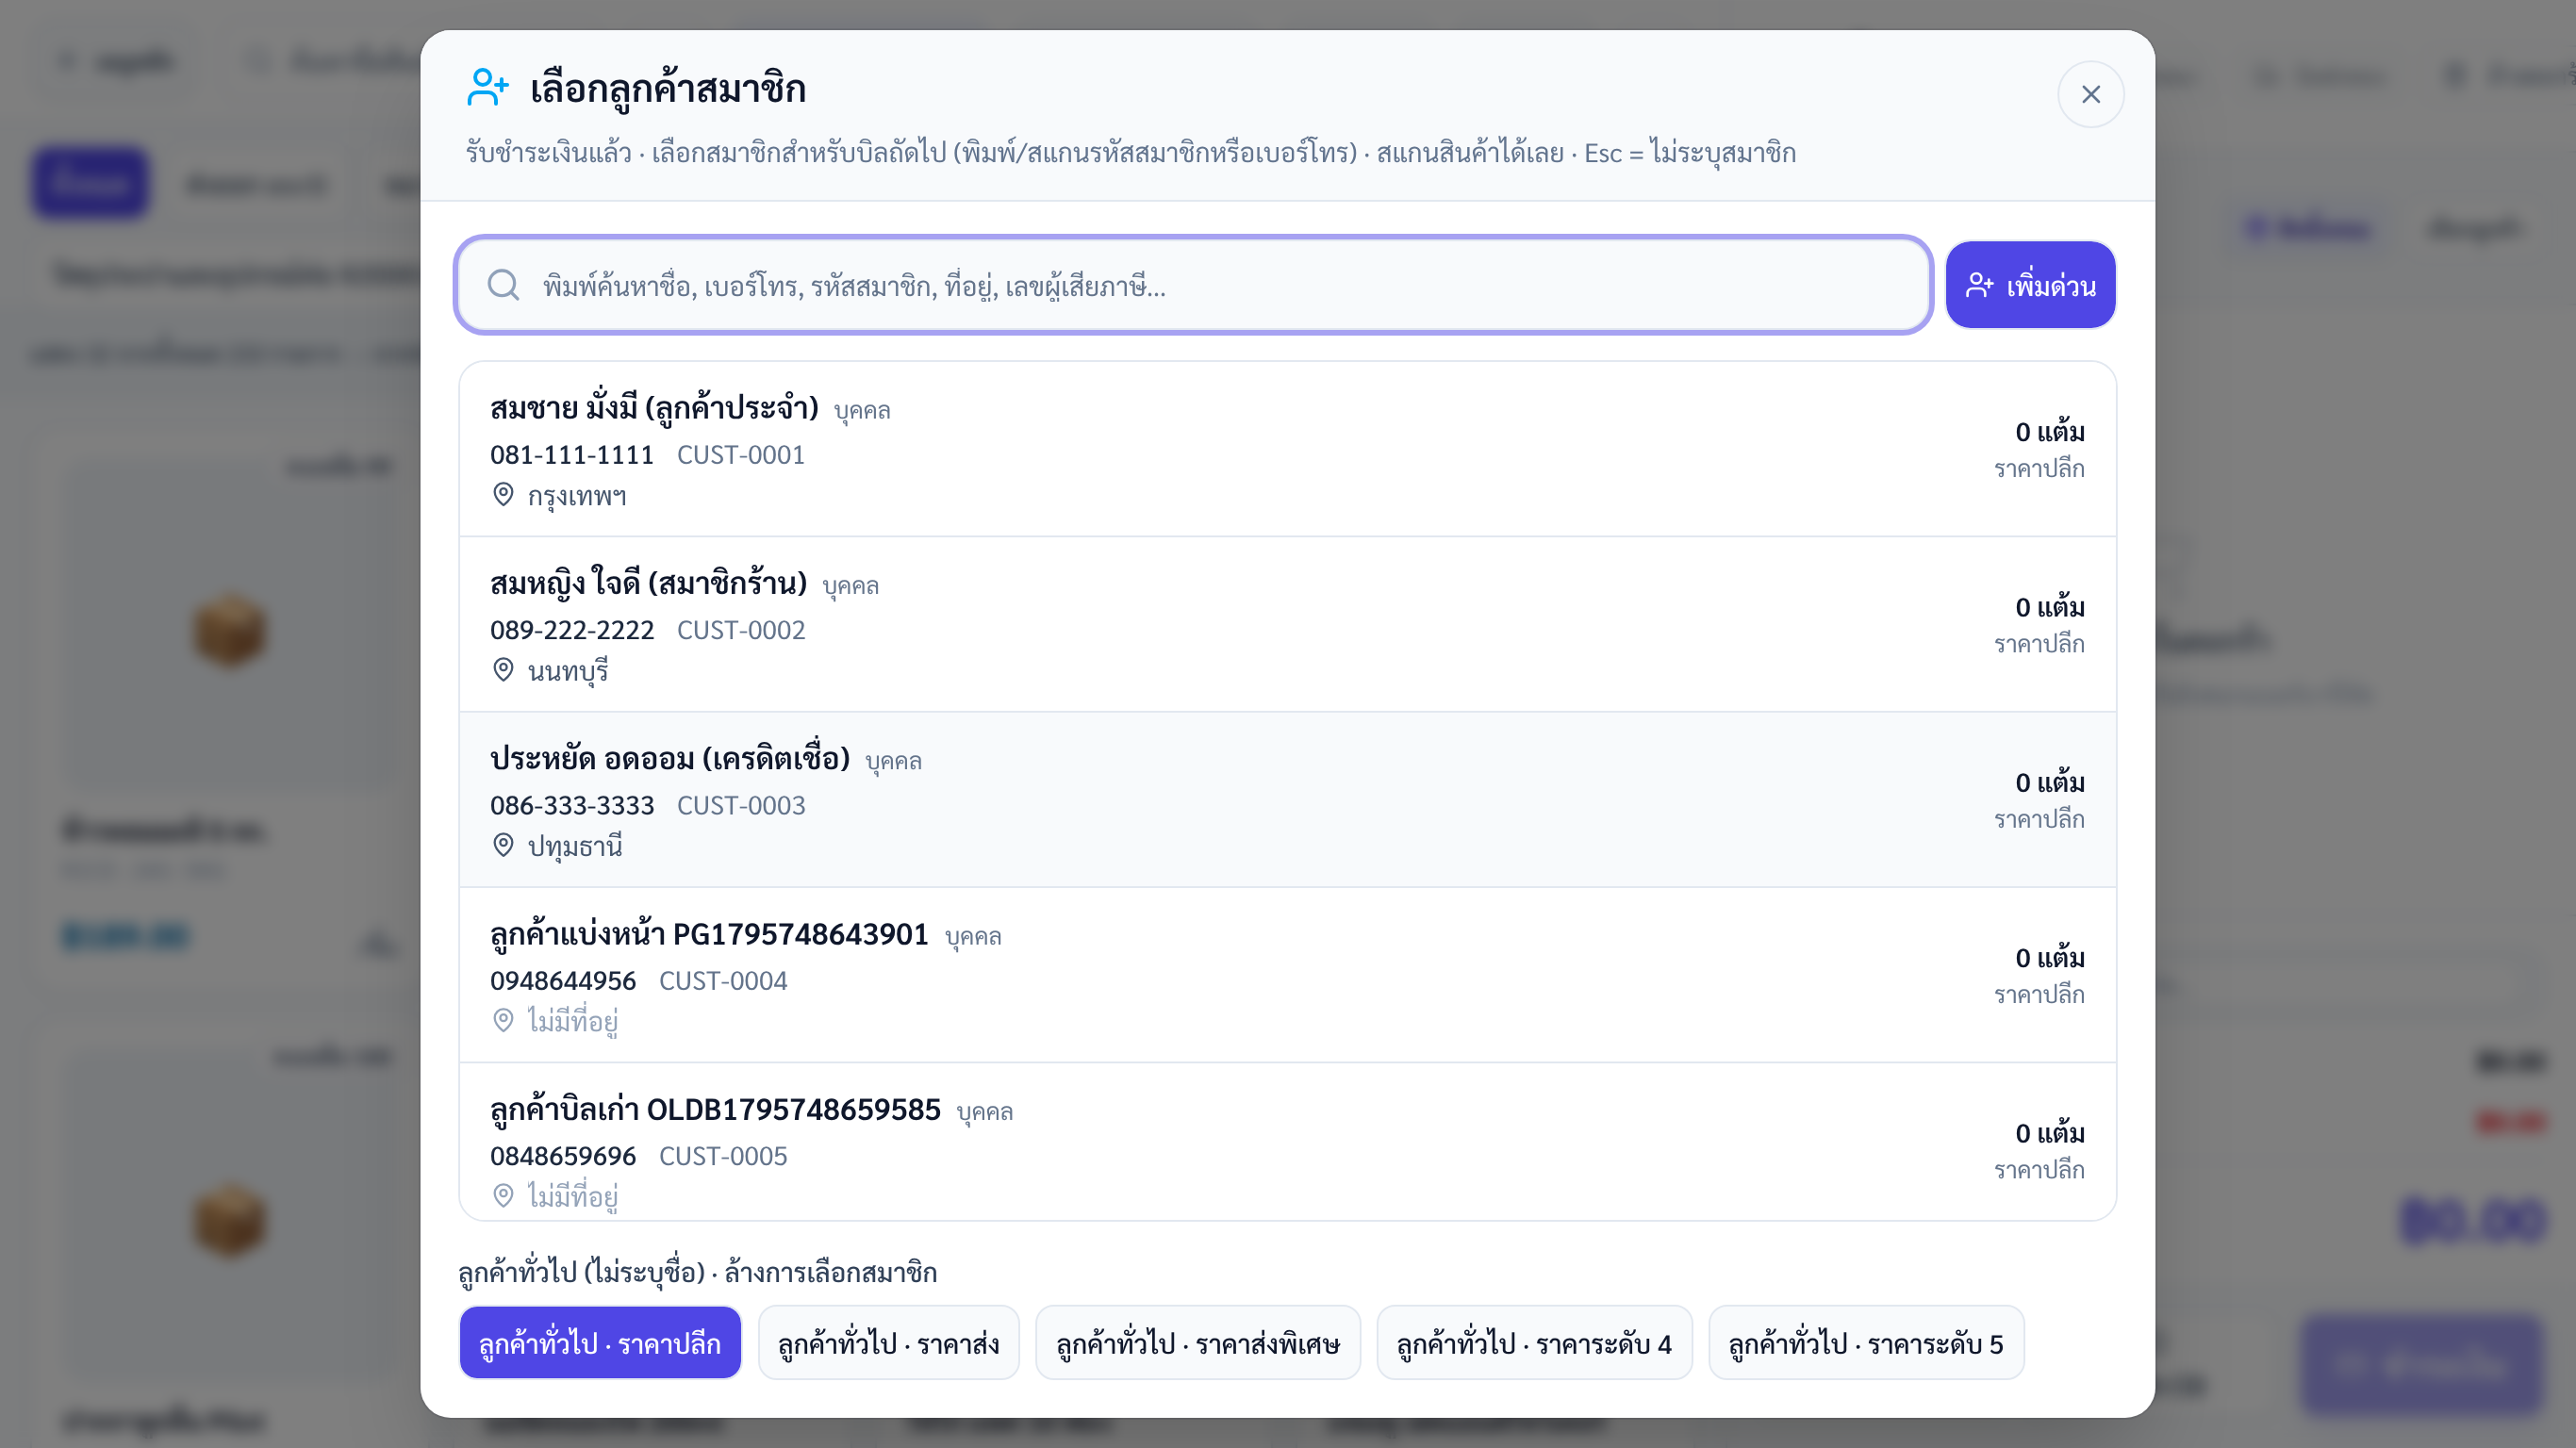 เลือกลูกค้าสมาชิก
รับชำระเงินแล้ว · เลือกสมาชิกสำหรับบิลถัดไป (พิมพ์/สแกนรหัสสมาชิกหรือเบอร์โทร) · สแกนสินค้าได้เลย · Esc = ไม่ระบุสมาชิก
พิมพ์ค้นหาชื่อ, เบอร์โทร, รหัสสมาชิก, ที่อยู่, เลขผู้เสียภาษี...
เพิ่มด่วน
สมชาย มั่งมี (ลูกค้าประจำ) บุคคล
081-111-1111 CUST-0001
กรุงเทพฯ
0 แต้ม
ราคาปลีก
สมหญิง ใจดี (สมาชิกร้าน) บุคคล
089-222-2222 CUST-0002
นนทบุรี
0 แต้ม
ราคาปลีก
ประหยัด อดออม (เครดิตเชื่อ) บุคคล
086-333-3333 CUST-0003
ปทุมธานี
0 แต้ม
ราคาปลีก
ลูกค้าแบ่งหน้า PG1795748643901 บุคคล
0948644956 CUST-0004
ไม่มีที่อยู่
0 แต้ม
ราคาปลีก
ลูกค้าบิลเก่า OLDB1795748659585 บุคคล
0848659696 CUST-0005
ไม่มีที่อยู่
0 แต้ม
ราคาปลีก
ลูกค้าทั่วไป (ไม่ระบุชื่อ) · ล้างการเลือกสมาชิก
ลูกค้าทั่วไป · ราคาปลีก
ลูกค้าทั่วไป · ราคาส่ง
ลูกค้าทั่วไป · ราคาส่งพิเศษ
ลูกค้าทั่วไป · ราคาระดับ 4
ลูกค้าทั่วไป · ราคาระดับ 5
฿0.00